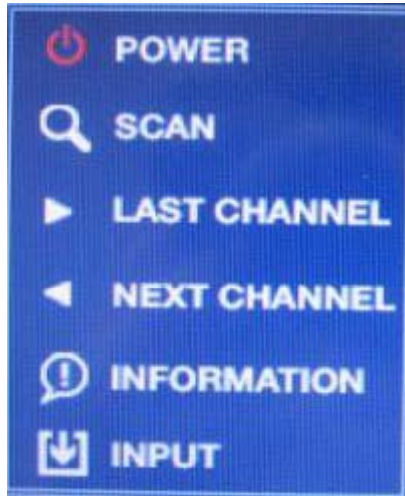 POWER
SCAN
LAST CHANNEL
NEXT CHANNEL
INFORMATION
INPUT